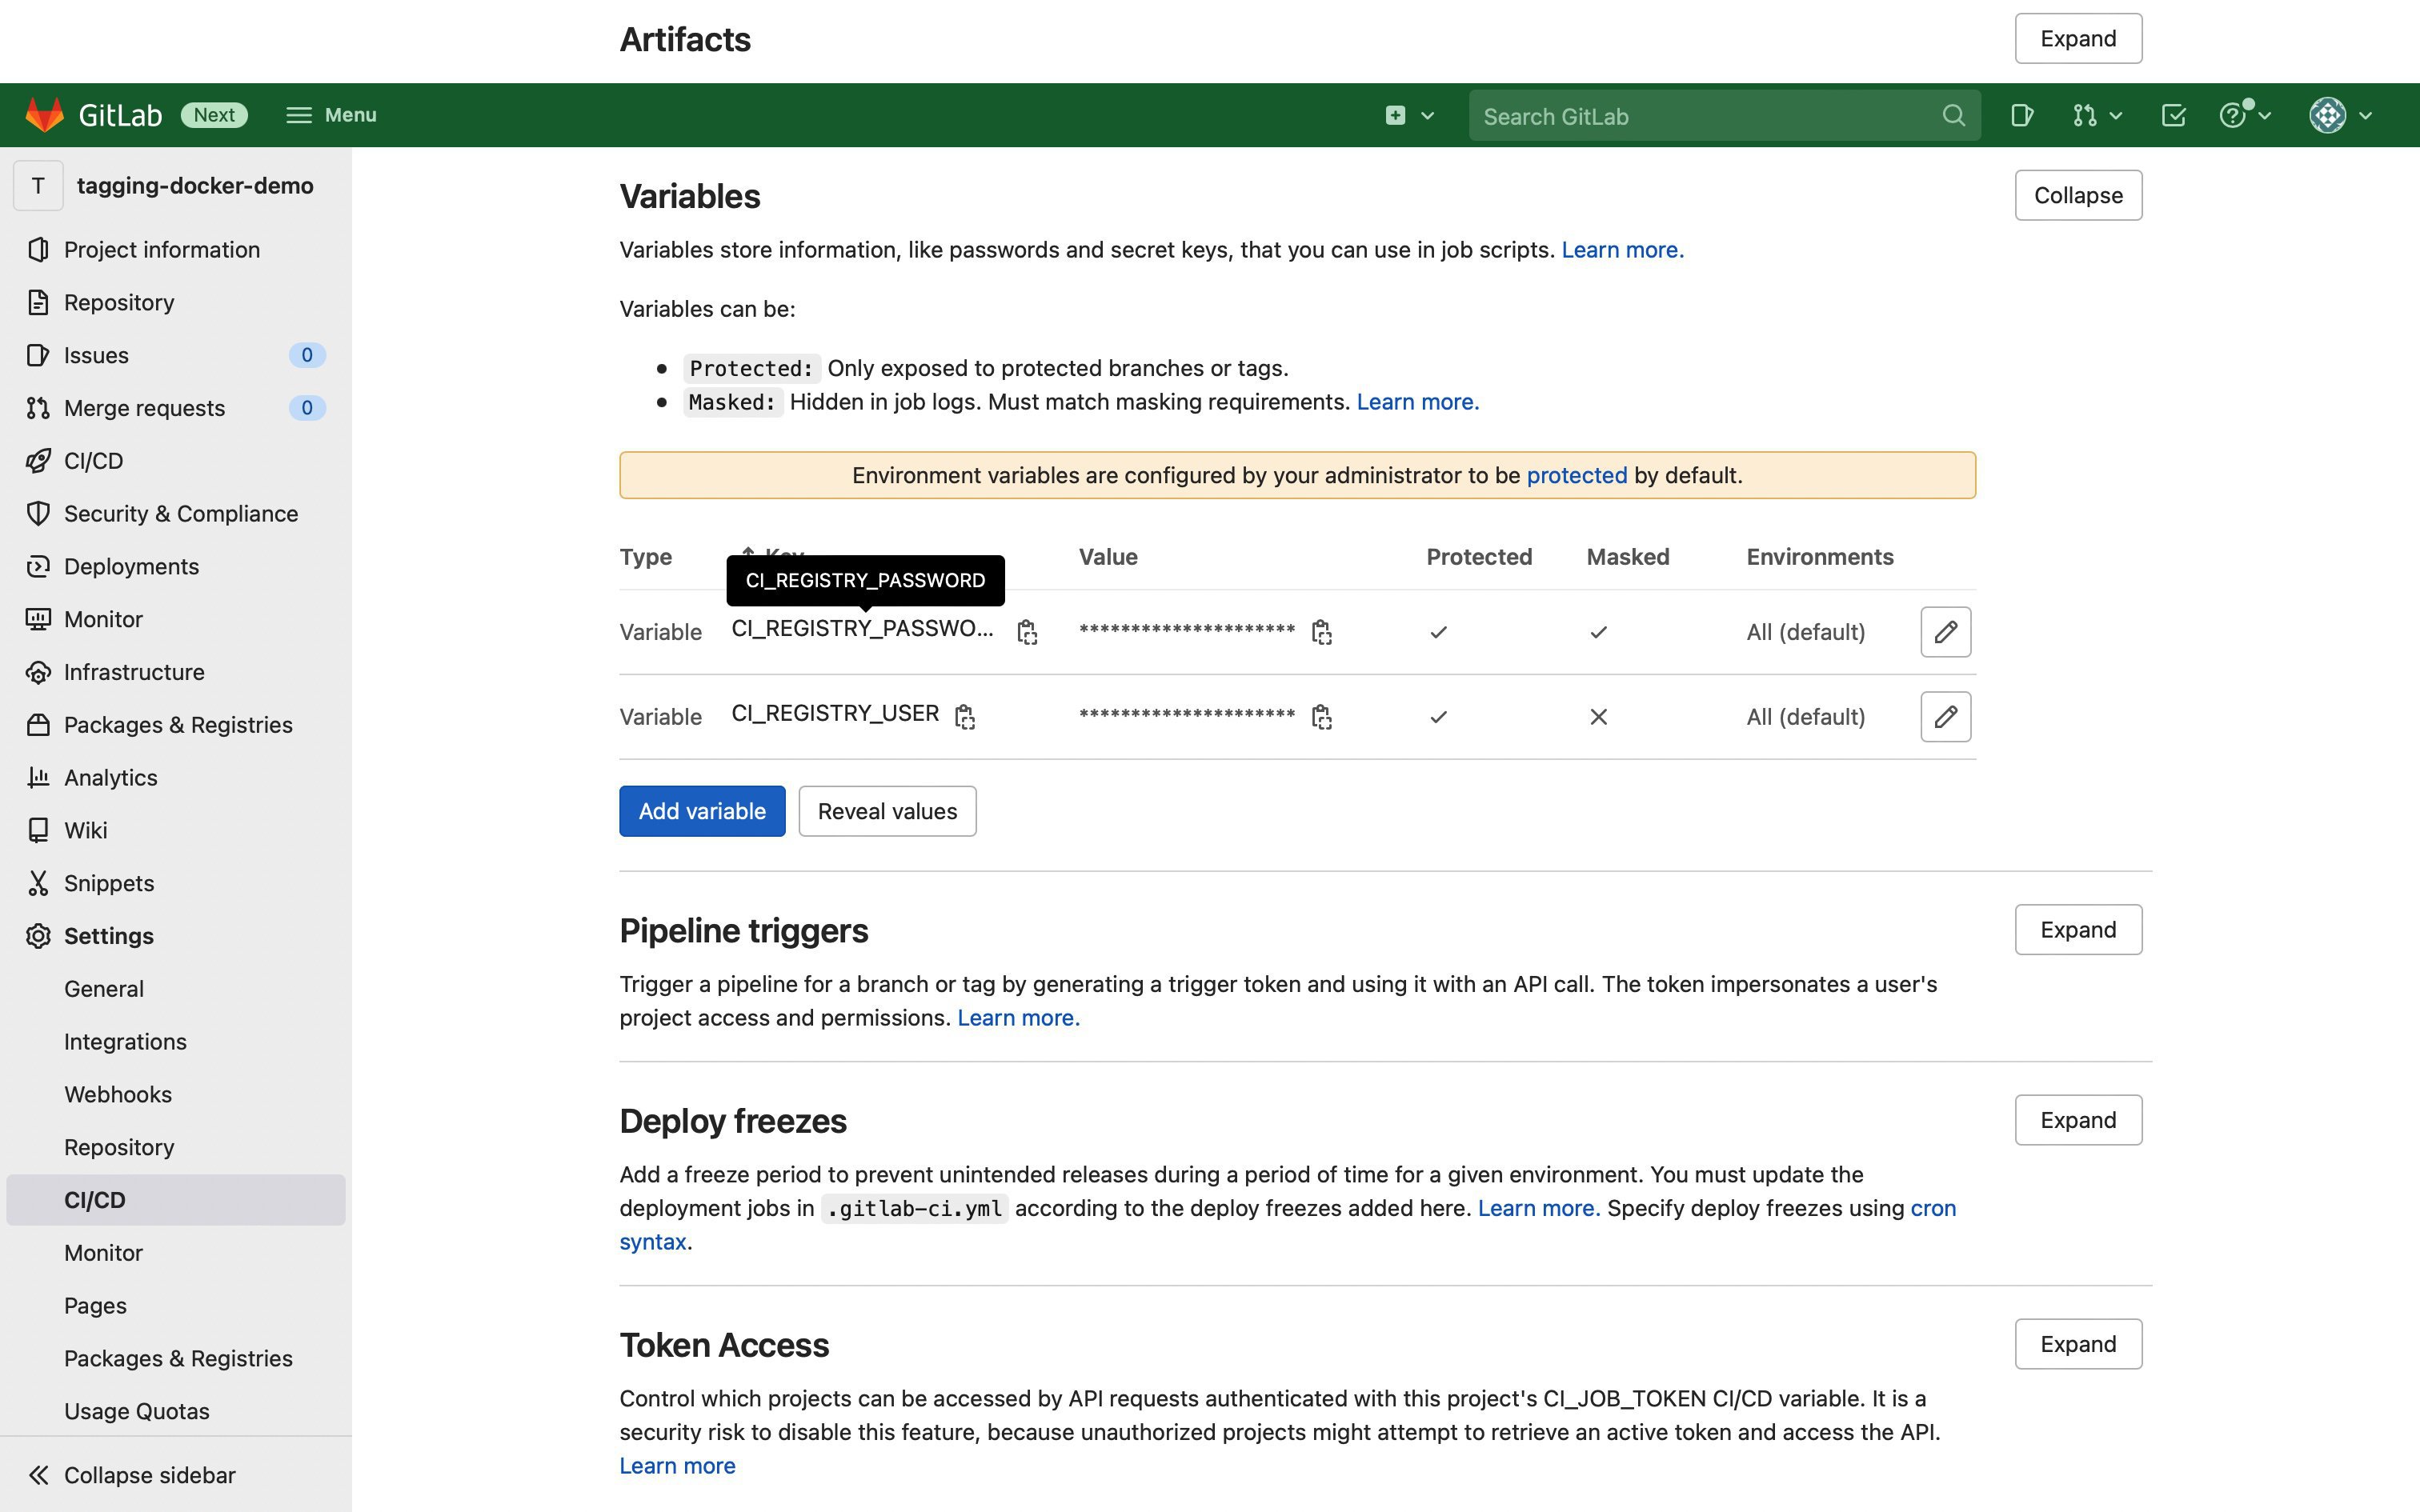 Artifacts
Expand
GitLab Next Menu Search GitLab
T tagging-docker-demo
Project information
Repository
Issues 0
Merge requests 0
CI/CD
Security & Compliance
Deployments
Monitor
Infrastructure
Packages & Registries
Analytics
Wiki
Snippets
Settings
General
Integrations
Webhooks
Repository
CI/CD
Monitor
Pages
Packages & Registries
Usage Quotas
Collapse sidebar
Variables
Collapse
Variables store information, like passwords and secret keys, that you can use in job scripts. Learn more.
Variables can be:
• Protected: Only exposed to protected branches or tags.
• Masked: Hidden in job logs. Must match masking requirements. Learn more.
Environment variables are configured by your administrator to be protected by default.
Type Key Value Protected Masked Environments
CI_REGISTRY_PASSWORD
Variable CI_REGISTRY_PASSWO... ********************* All (default)
Variable CI_REGISTRY_USER ********************* All (default)
Add variable Reveal values
Pipeline triggers
Expand
Trigger a pipeline for a branch or tag by generating a trigger token and using it with an API call. The token impersonates a user's
project access and permissions. Learn more.
Deploy freezes
Expand
Add a freeze period to prevent unintended releases during a period of time for a given environment. You must update the
deployment jobs in .gitlab-ci.yml according to the deploy freezes added here. Learn more. Specify deploy freezes using cron
syntax.
Token Access
Expand
Control which projects can be accessed by API requests authenticated with this project's CI_JOB_TOKEN CI/CD variable. It is a
security risk to disable this feature, because unauthorized projects might attempt to retrieve an active token and access the API.
Learn more